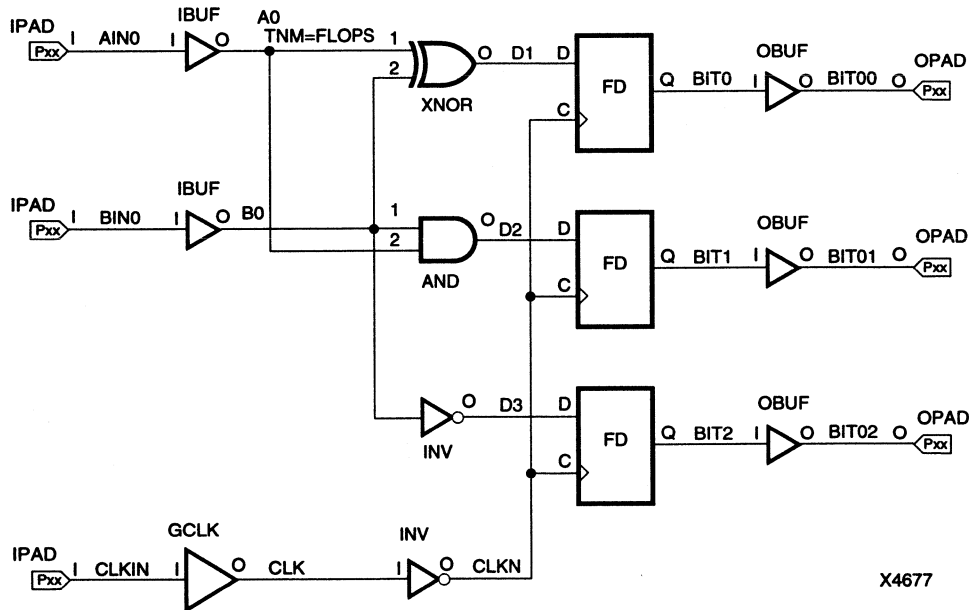 IPAD
Pxx
I
AIN0
IBUF
I
O
A0
TNM=FLOPS
1
2
XNOR
O
D1
D
C
FD
Q
BIT0
OBUF
I
O
BIT00
O
OPAD
Pxx
IPAD
Pxx
I
BIN0
IBUF
I
O
B0
1
2
AND
O
D2
D
C
FD
Q
BIT1
OBUF
I
O
BIT01
O
OPAD
Pxx
INV
O
D3
D
C
FD
Q
BIT2
OBUF
I
O
BIT02
O
OPAD
Pxx
IPAD
Pxx
I
CLKIN
GCLK
I
O
CLK
INV
I
O
CLKN
X4677